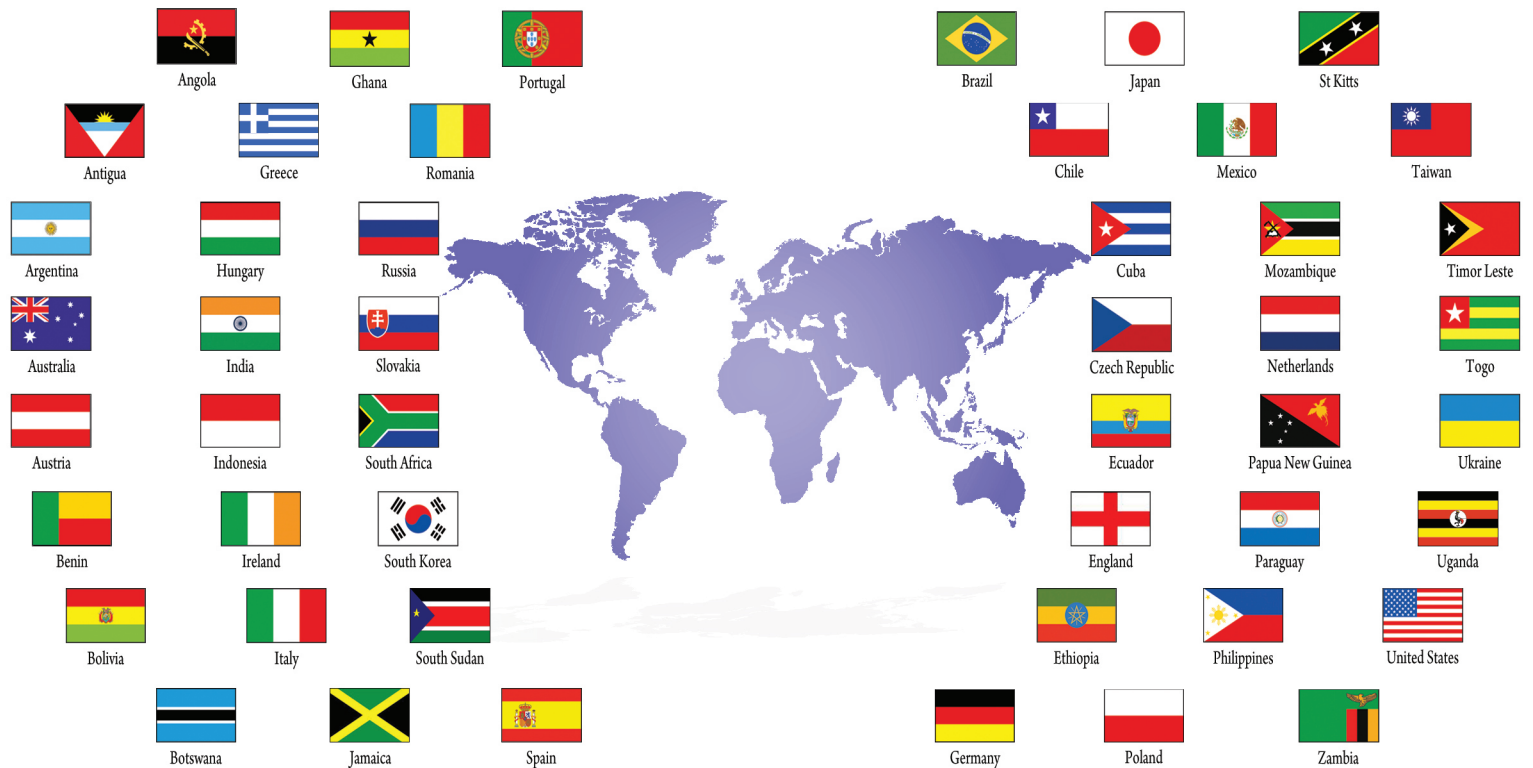 Angola
Ghana
Portugal
Brazil
Japan
St Kitts
Antigua
Greece
Romania
Chile
Mexico
Taiwan
Argentina
Hungary
Russia
Cuba
Mozambique
Timor Leste
Australia
India
Slovakia
Czech Republic
Netherlands
Togo
Austria
Indonesia
South Africa
Ecuador
Papua New Guinea
Ukraine
Benin
Ireland
South Korea
England
Paraguay
Uganda
Bolivia
Italy
South Sudan
Ethiopia
Philippines
United States
Botswana
Jamaica
Spain
Germany
Poland
Zambia